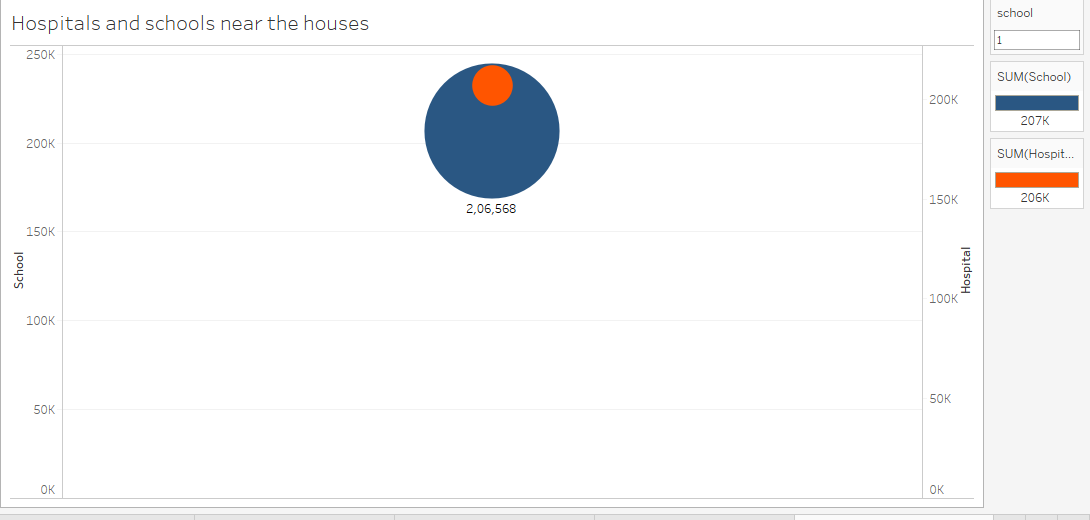 Hospitals and schools near the houses
250K
200K
150K
100K
50K
0K
School
2,06,568
200K
150K
100K
50K
0K
Hospital
school
1
SUM(School)
207K
SUM(Hospit...
206K